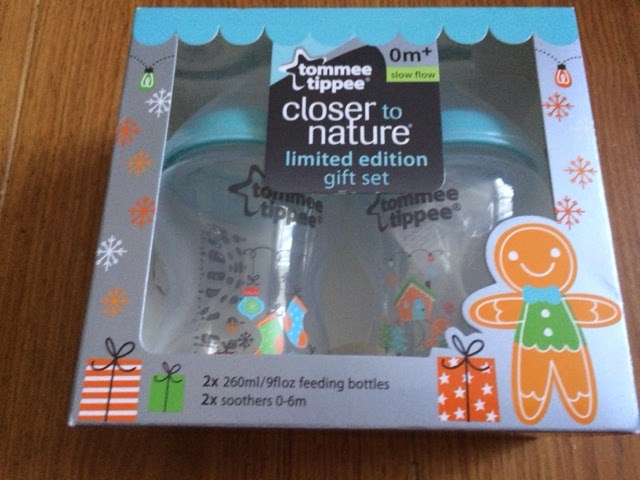 tommee
tippee®
0m+
slow flow
closer to
nature®
limited edition
gift set
tommee
tippee®
tommee
tippee®
2x 260ml/9floz feeding bottles
2x soothers 0-6m